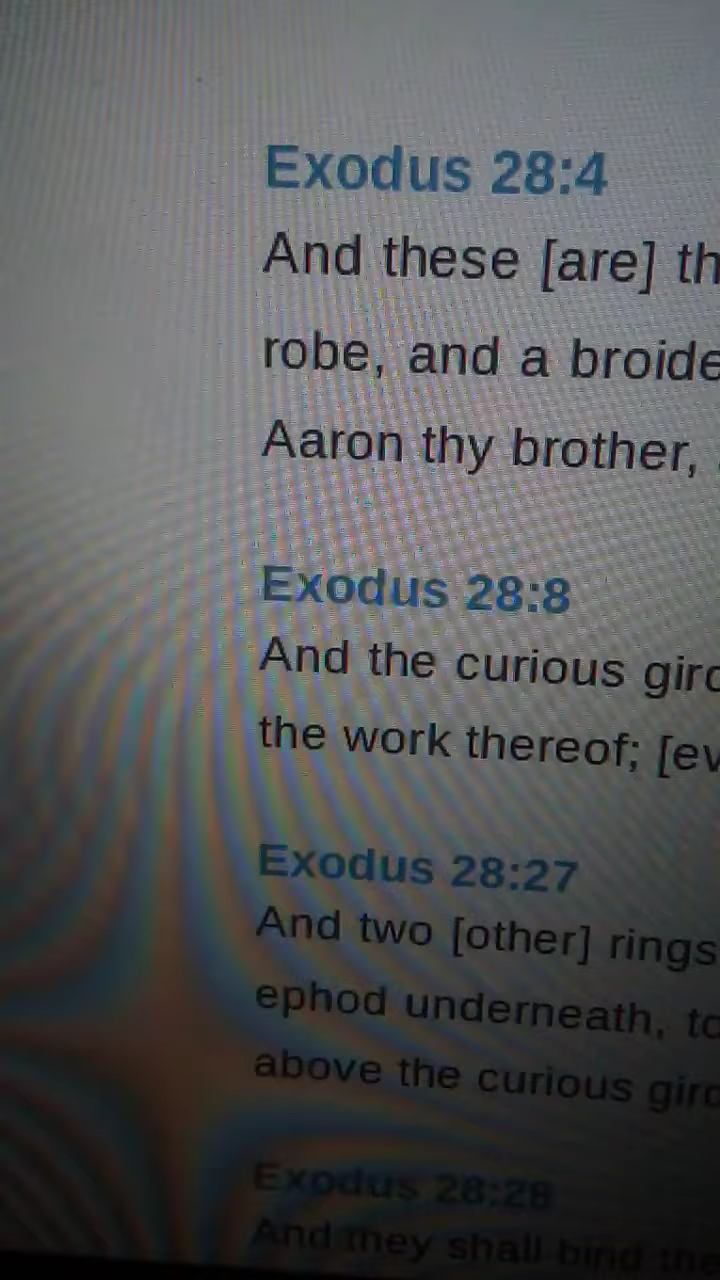 Exodus 28:4
And these [are] th
robe, and a broide
Aaron thy brother,
Exodus 28:8
And the curious gird
the work thereof; [ev
Exodus 28:27
And two [other] rings
ephod underneath, to
above the curious gird
Exodus 28:28
And they shall bind the